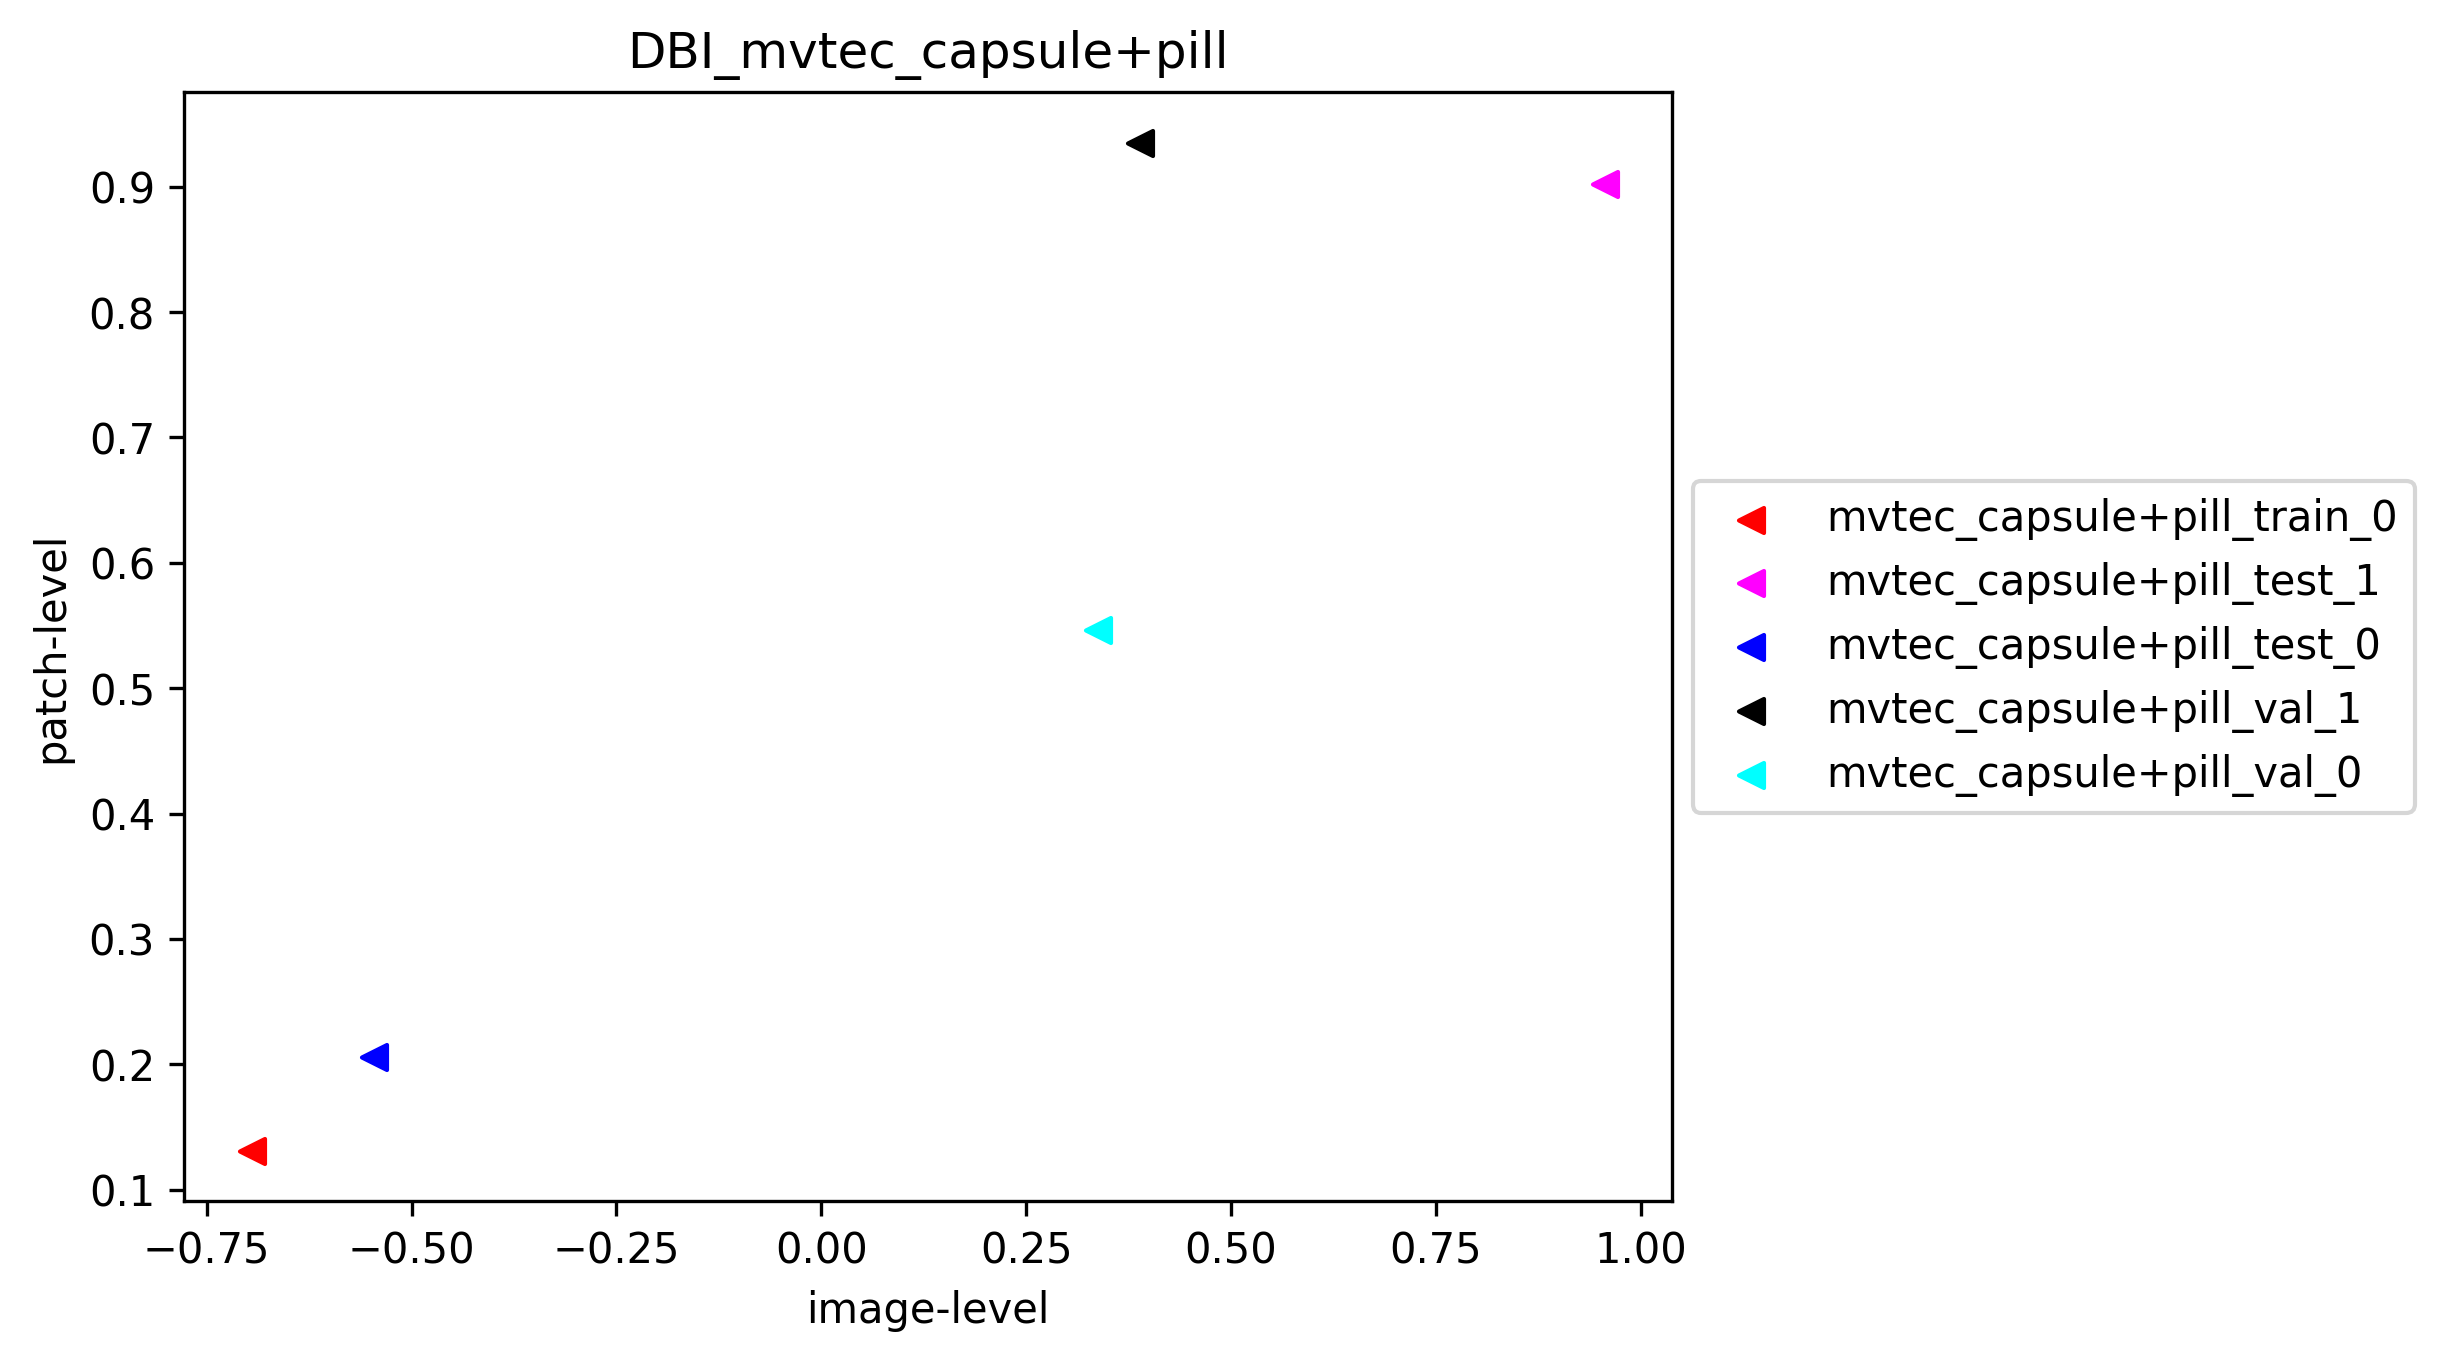 DBI_mvtec_capsule+pill
patch-level
0.9
0.8
0.7
0.6
0.5
0.4
0.3
0.2
0.1
−0.75 −0.50 −0.25 0.00 0.25 0.50 0.75 1.00
image-level
mvtec_capsule+pill_train_0
mvtec_capsule+pill_test_1
mvtec_capsule+pill_test_0
mvtec_capsule+pill_val_1
mvtec_capsule+pill_val_0